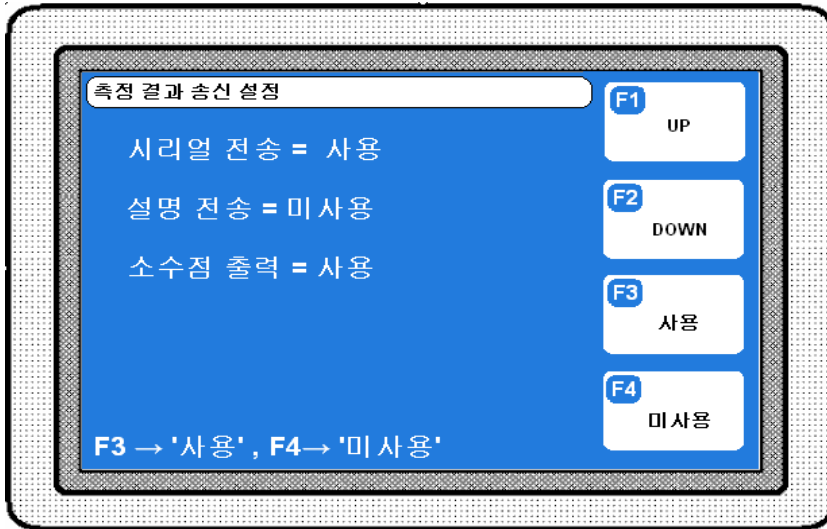 측정 결과 송신 설정
시리얼 전송 = 사용
설명 전송 = 미사용
소수점 출력 = 사용
F3 → '사용' , F4→ '미사용'
F1
UP
F2
DOWN
F3
사용
F4
미사용